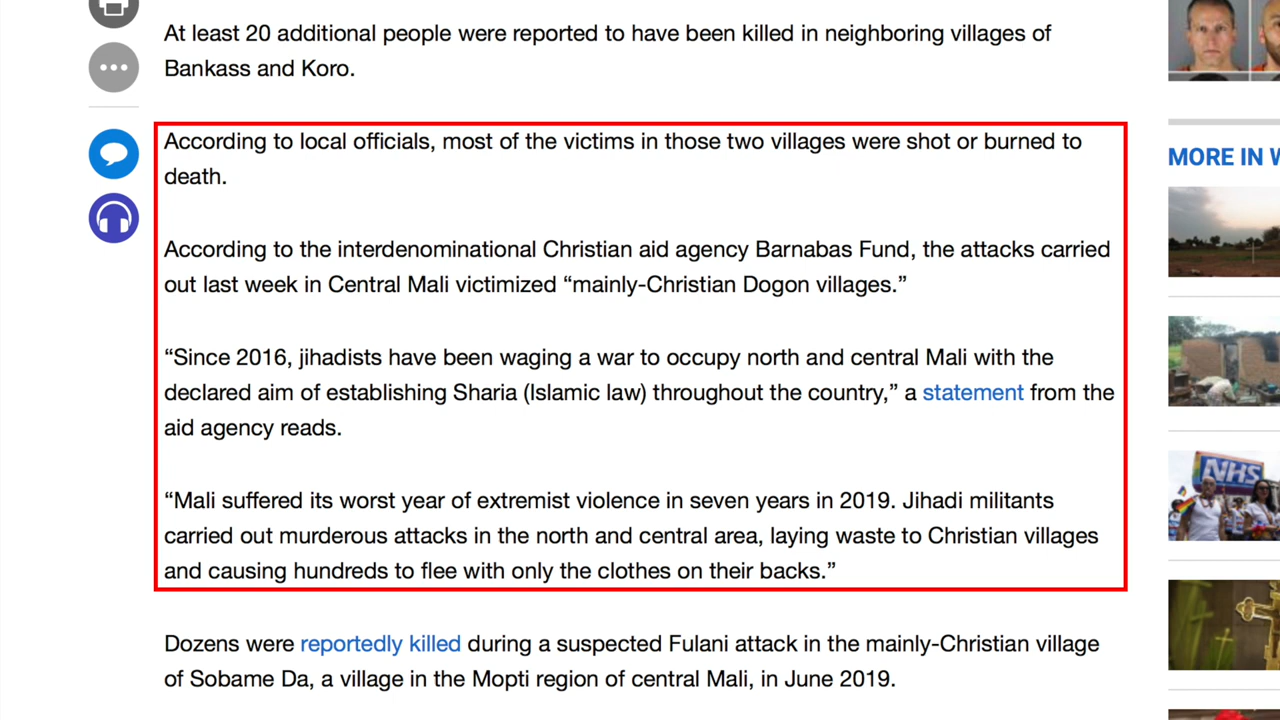 At least 20 additional people were reported to have been killed in neighboring villages of
Bankass and Koro.
According to local officials, most of the victims in those two villages were shot or burned to
death.
According to the interdenominational Christian aid agency Barnabas Fund, the attacks carried
out last week in Central Mali victimized “mainly-Christian Dogon villages.”
“Since 2016, jihadists have been waging a war to occupy north and central Mali with the
declared aim of establishing Sharia (Islamic law) throughout the country,” a statement from the
aid agency reads.
“Mali suffered its worst year of extremist violence in seven years in 2019. Jihadi militants
carried out murderous attacks in the north and central area, laying waste to Christian villages
and causing hundreds to flee with only the clothes on their backs.”
Dozens were reportedly killed during a suspected Fulani attack in the mainly-Christian village
of Sobame Da, a village in the Mopti region of central Mali, in June 2019.
MORE IN W
NHS